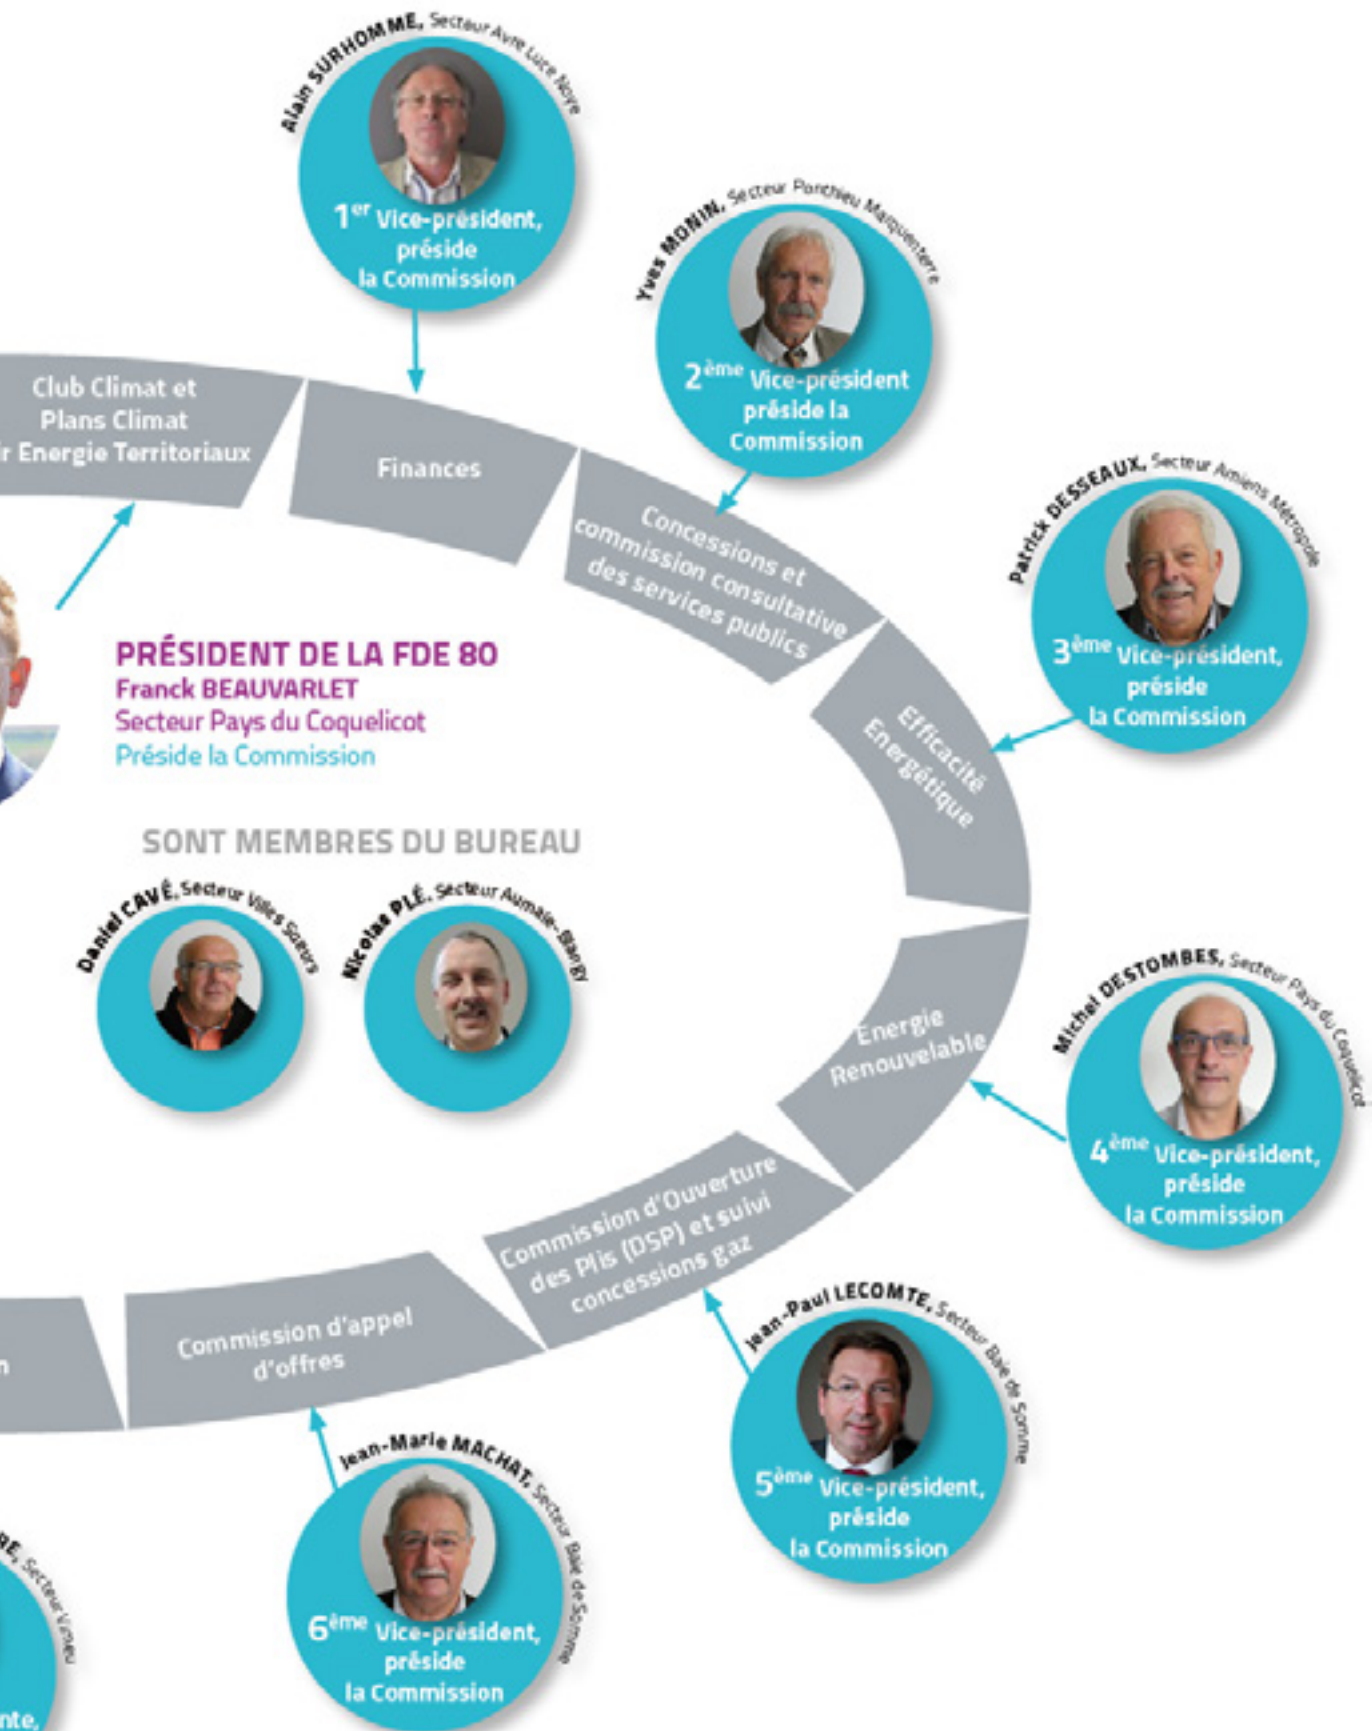 Alain SURHOMME, Secteur Avre Luce Noye
1er Vice-président,
préside
la Commission
Yves MONIN, Secteur Ponthieu Marquenterre
2ème Vice-président
préside la
Commission
Club Climat et
Plans Climat
r Energie Territoriaux
Finances
Concessions et
commission consultative
des services publics
Patrick DESSEAUX, Secteur Amiens Métropole
3ème Vice-président,
préside
la Commission
Efficacité
Energétique
PRÉSIDENT DE LA FDE 80
Franck BEAUVARLET
Secteur Pays du Coquelicot
Préside la Commission
SONT MEMBRES DU BUREAU
Daniel CAVÉ, Secteur Villes Sœurs
Nicolas PLÉ, Secteur Aumale-Blangy
Energie
Renouvelable
Michel DESTOMBES, Secteur Pays du Coquelicot
4ème Vice-président,
préside
la Commission
Commission d'Ouverture
des Plis (DSP) et suivi
concessions gaz
Jean-Paul LECOMTE, Secteur Baie de Somme
5ème Vice-président,
préside
la Commission
Commission d'appel
d'offres
n
Jean-Marie MACHAT, Secteur Baie de Somme
6ème Vice-président,
préside
la Commission
RE, Secteur Vimeu
nte,